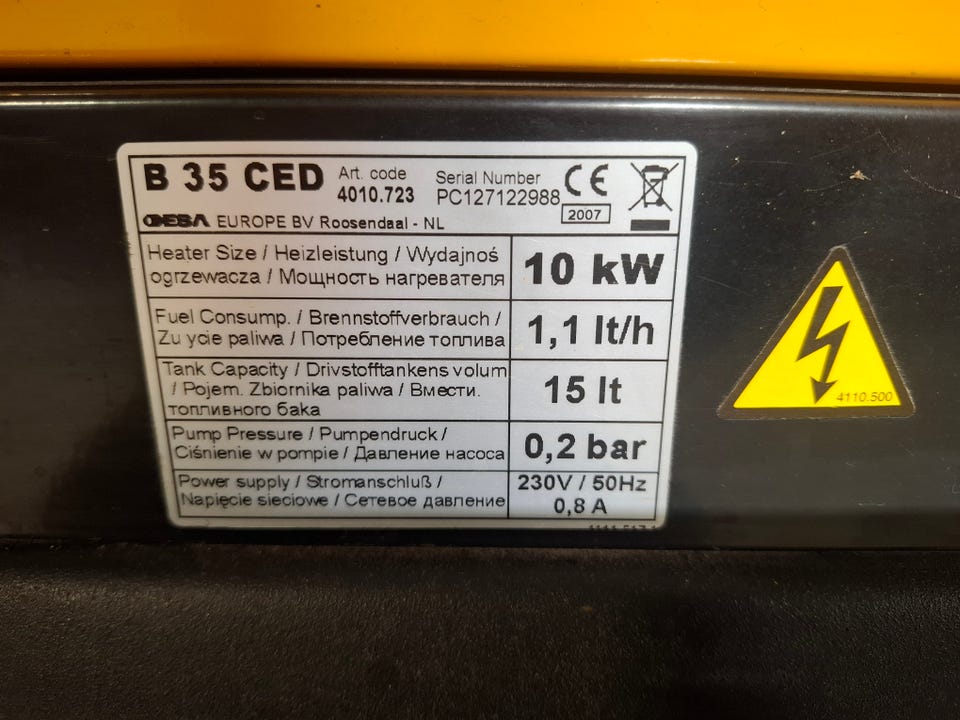 B 35 CED
Art. code
4010.723
Serial Number
PC127122988
CE
2007
DESA EUROPE BV Roosendaal - NL
Heater Size / Heizleistung / Wydajnoś
ogrzewacza / Мощность нагревателя
10 kW
Fuel Consump. / Brennstoffverbrauch /
Zu ycie paliwa / Потребление топлива
1,1 lt/h
Tank Capacity / Drivstofftankens volum
/ Pojem. Zbiornika paliwa / Вмести.
топливного бака
15 lt
Pump Pressure / Pumpendruck /
Ciśnienie w pompie / Давление насоса
0,2 bar
Power supply / Stromanschluß /
Napięcie sieciowe / Сетевое давление
230V / 50Hz
0,8 A
4110.500